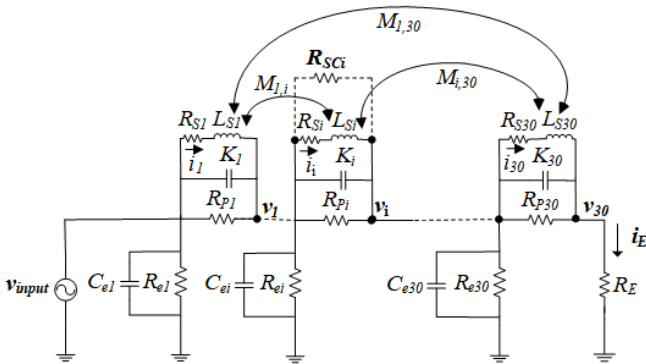 M1,30
RSCi
M1,i
Mi,30
RS1 LS1
RSi LSi
RS30 LS30
i1 K1
ii Ki
i30 K30
RP1 v1
RPi vi
RP30 v30
iE
vinput
Ce1 Re1
Cei Rei
Ce30 Re30
RE